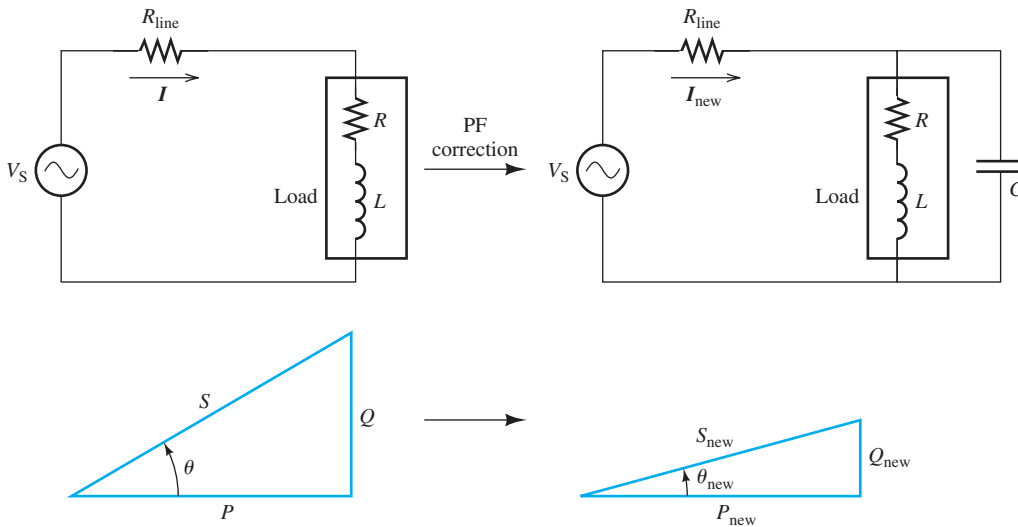 R_line
I
V_S
R
Load
L
PF
correction
R_line
I_new
V_S
R
Load
L
C
S
Q
θ
P
S_new
Q_new
θ_new
P_new